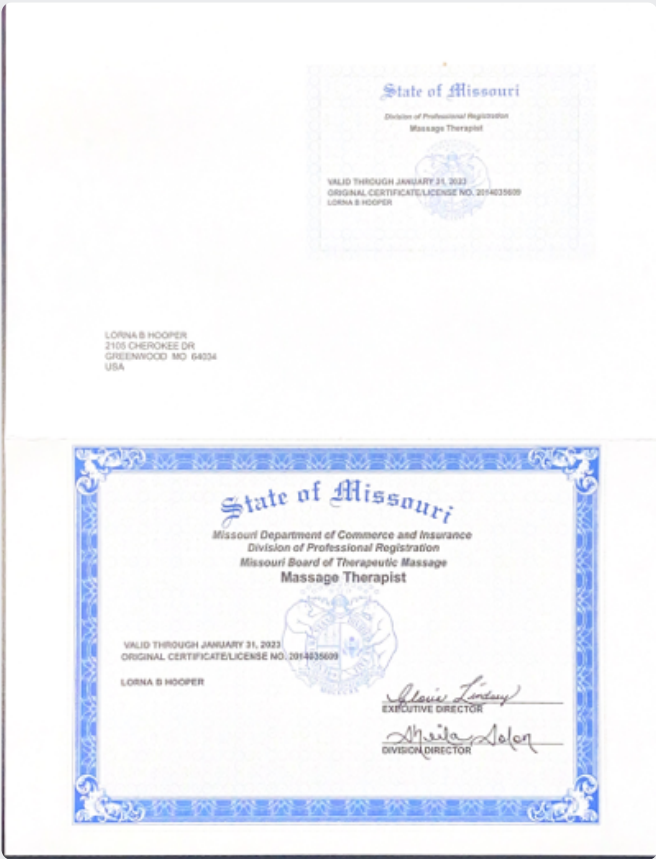 State of Missouri
Division of Professional Registration
Massage Therapist
VALID THROUGH JANUARY 31, 2023
ORIGINAL CERTIFICATE/LICENSE NO. 2014035609
LORNA B HOOPER
LORNA B HOOPER
2105 CHEROKEE DR
GREENWOOD MO 64034
USA
State of Missouri
Missouri Department of Commerce and Insurance
Division of Professional Registration
Missouri Board of Therapeutic Massage
Massage Therapist
VALID THROUGH JANUARY 31, 2023
ORIGINAL CERTIFICATE/LICENSE NO. 2014035609
LORNA B HOOPER
Lindsey
EXECUTIVE DIRECTOR
Sheila Solon
DIVISION DIRECTOR